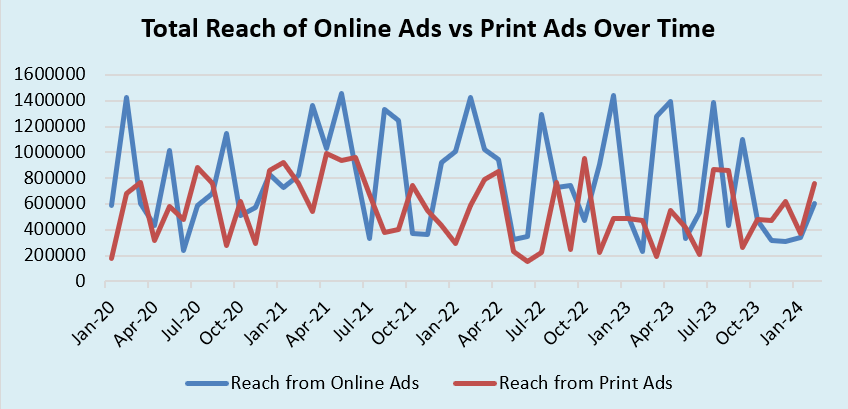 Total Reach of Online Ads vs Print Ads Over Time
1600000
1400000
1200000
1000000
800000
600000
400000
200000
0
Jan-20
Apr-20
Jul-20
Oct-20
Jan-21
Apr-21
Jul-21
Oct-21
Jan-22
Apr-22
Jul-22
Oct-22
Jan-23
Apr-23
Jul-23
Oct-23
Jan-24
Reach from Online Ads
Reach from Print Ads